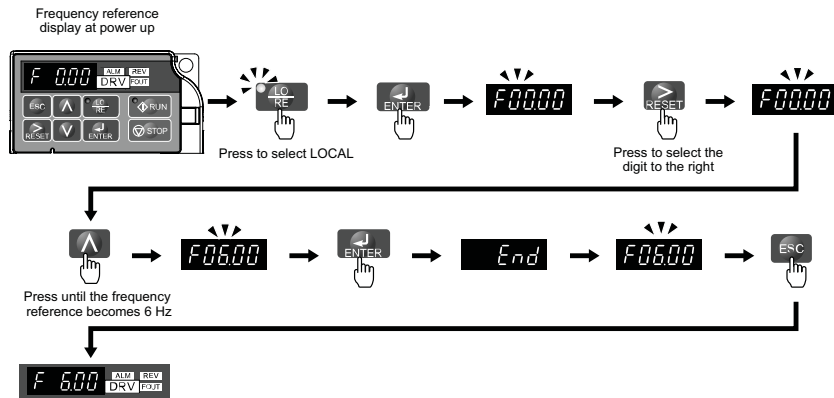 Frequency reference
display at power up
F 0.00
ALM REV
DRV FOUT
ESC LO RE RUN
RESET ENTER STOP
LO
RE
Press to select LOCAL
ENTER
F00.00
RESET
Press to select the
digit to the right
F00.00
Press until the frequency
reference becomes 6 Hz
F06.00
ENTER
End
F06.00
ESC
F 6.00
ALM REV
DRV FOUT